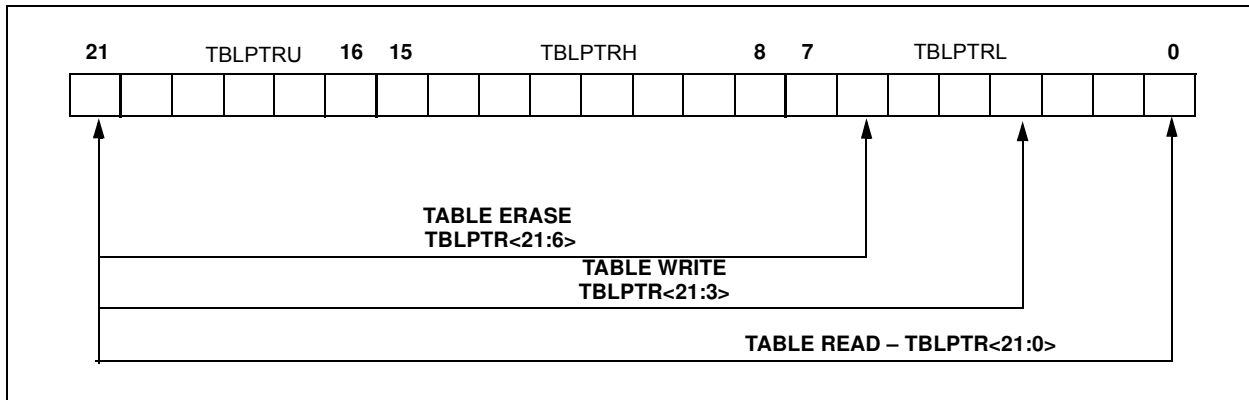 21 TBLPTRU 16 15 TBLPTRH 8 7 TBLPTRL 0
TABLE ERASE
TBLPTR<21:6>
TABLE WRITE
TBLPTR<21:3>
TABLE READ – TBLPTR<21:0>